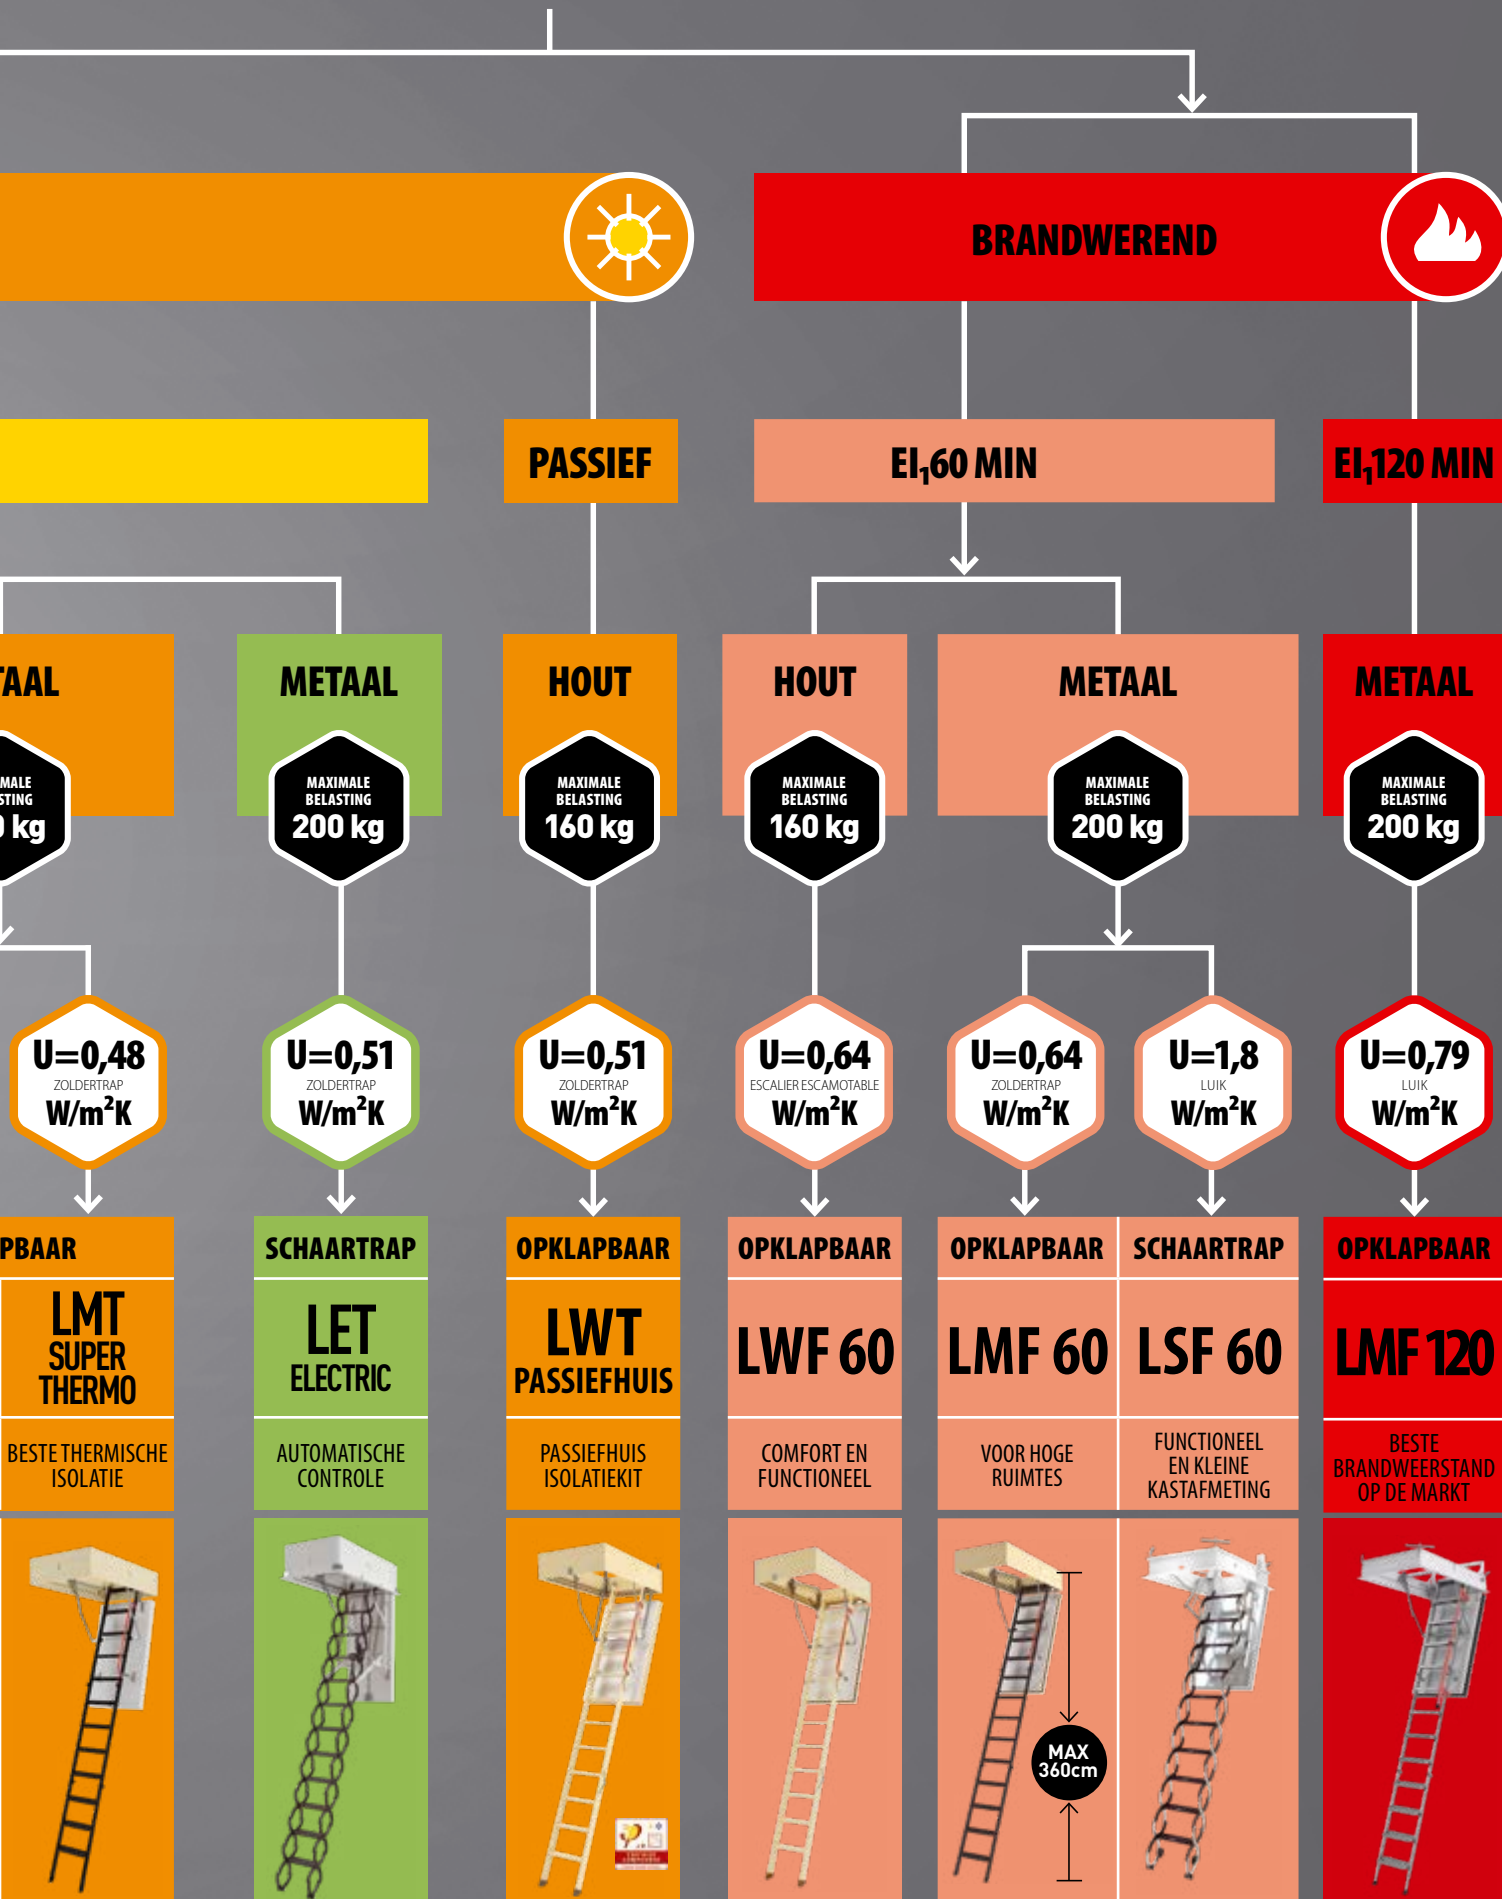 BRANDWEREND
PASSIEF
EI₁60 MIN
EI₁120 MIN
TAAL
METAAL
HOUT
HOUT
METAAL
METAAL
MALE
STING
kg
MAXIMALE
BELASTING
200 kg
MAXIMALE
BELASTING
160 kg
MAXIMALE
BELASTING
160 kg
MAXIMALE
BELASTING
200 kg
MAXIMALE
BELASTING
200 kg
U=0,48
ZOLDERTRAP
W/m²K
U=0,51
ZOLDERTRAP
W/m²K
U=0,51
ZOLDERTRAP
W/m²K
U=0,64
ESCALIER ESCAMOTABLE
W/m²K
U=0,64
ZOLDERTRAP
W/m²K
U=1,8
LUIK
W/m²K
U=0,79
LUIK
W/m²K
PBAAR
LMT
SUPER
THERMO
BESTE THERMISCHE
ISOLATIE
SCHAARTRAP
LET
ELECTRIC
AUTOMATISCHE
CONTROLE
OPKLAPBAAR
LWT
PASSIEFHUIS
PASSIEFHUIS
ISOLATIEKIT
OPKLAPBAAR
LWF 60
COMFORT EN
FUNCTIONEEL
OPKLAPBAAR
LMF 60
VOOR HOGE
RUIMTES
SCHAARTRAP
LSF 60
FUNCTIONEEL
EN KLEINE
KASTAFMETING
OPKLAPBAAR
LMF 120
BESTE
BRANDWEERSTAND
OP DE MARKT
MAX
360cm